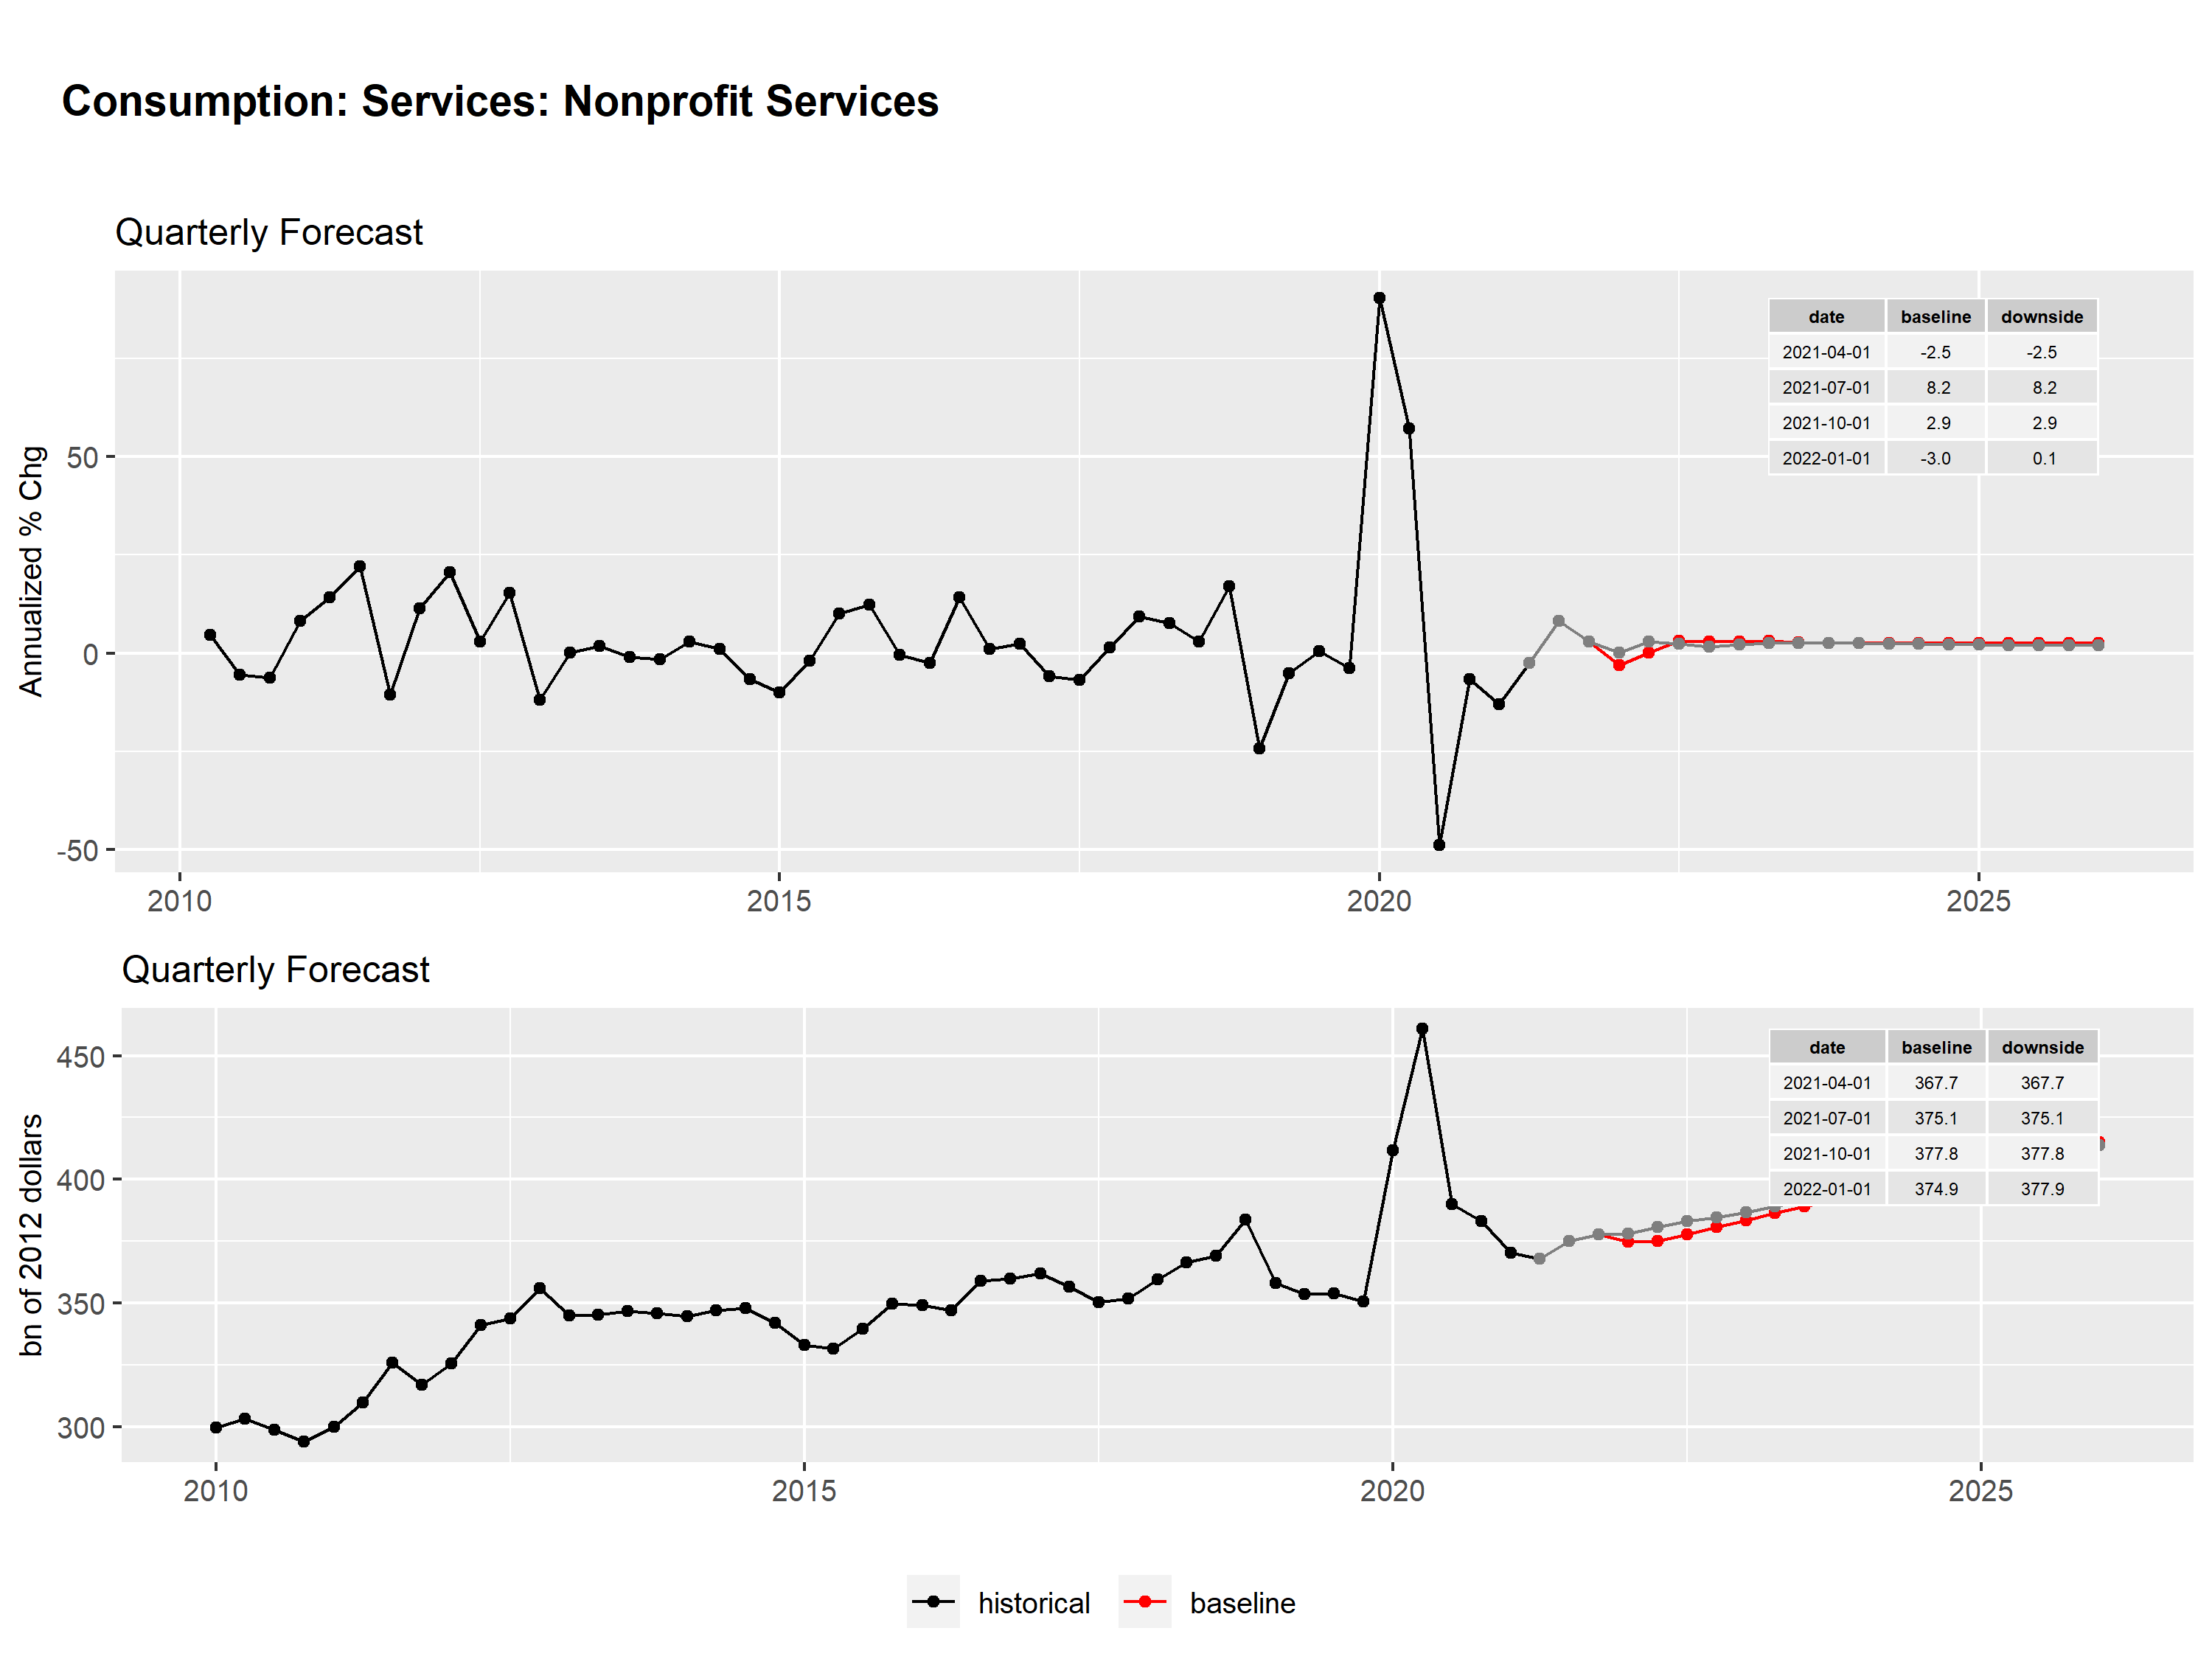 Consumption: Services: Nonprofit Services
Quarterly Forecast
Annualized % Chg
50
0
-50
date baseline downside
2021-04-01 -2.5 -2.5
2021-07-01 8.2 8.2
2021-10-01 2.9 2.9
2022-01-01 -3.0 0.1
2010 2015 2020 2025
Quarterly Forecast
bn of 2012 dollars
450
400
350
300
date baseline downside
2021-04-01 367.7 367.7
2021-07-01 375.1 375.1
2021-10-01 377.8 377.8
2022-01-01 374.9 377.9
2010 2015 2020 2025
historical baseline